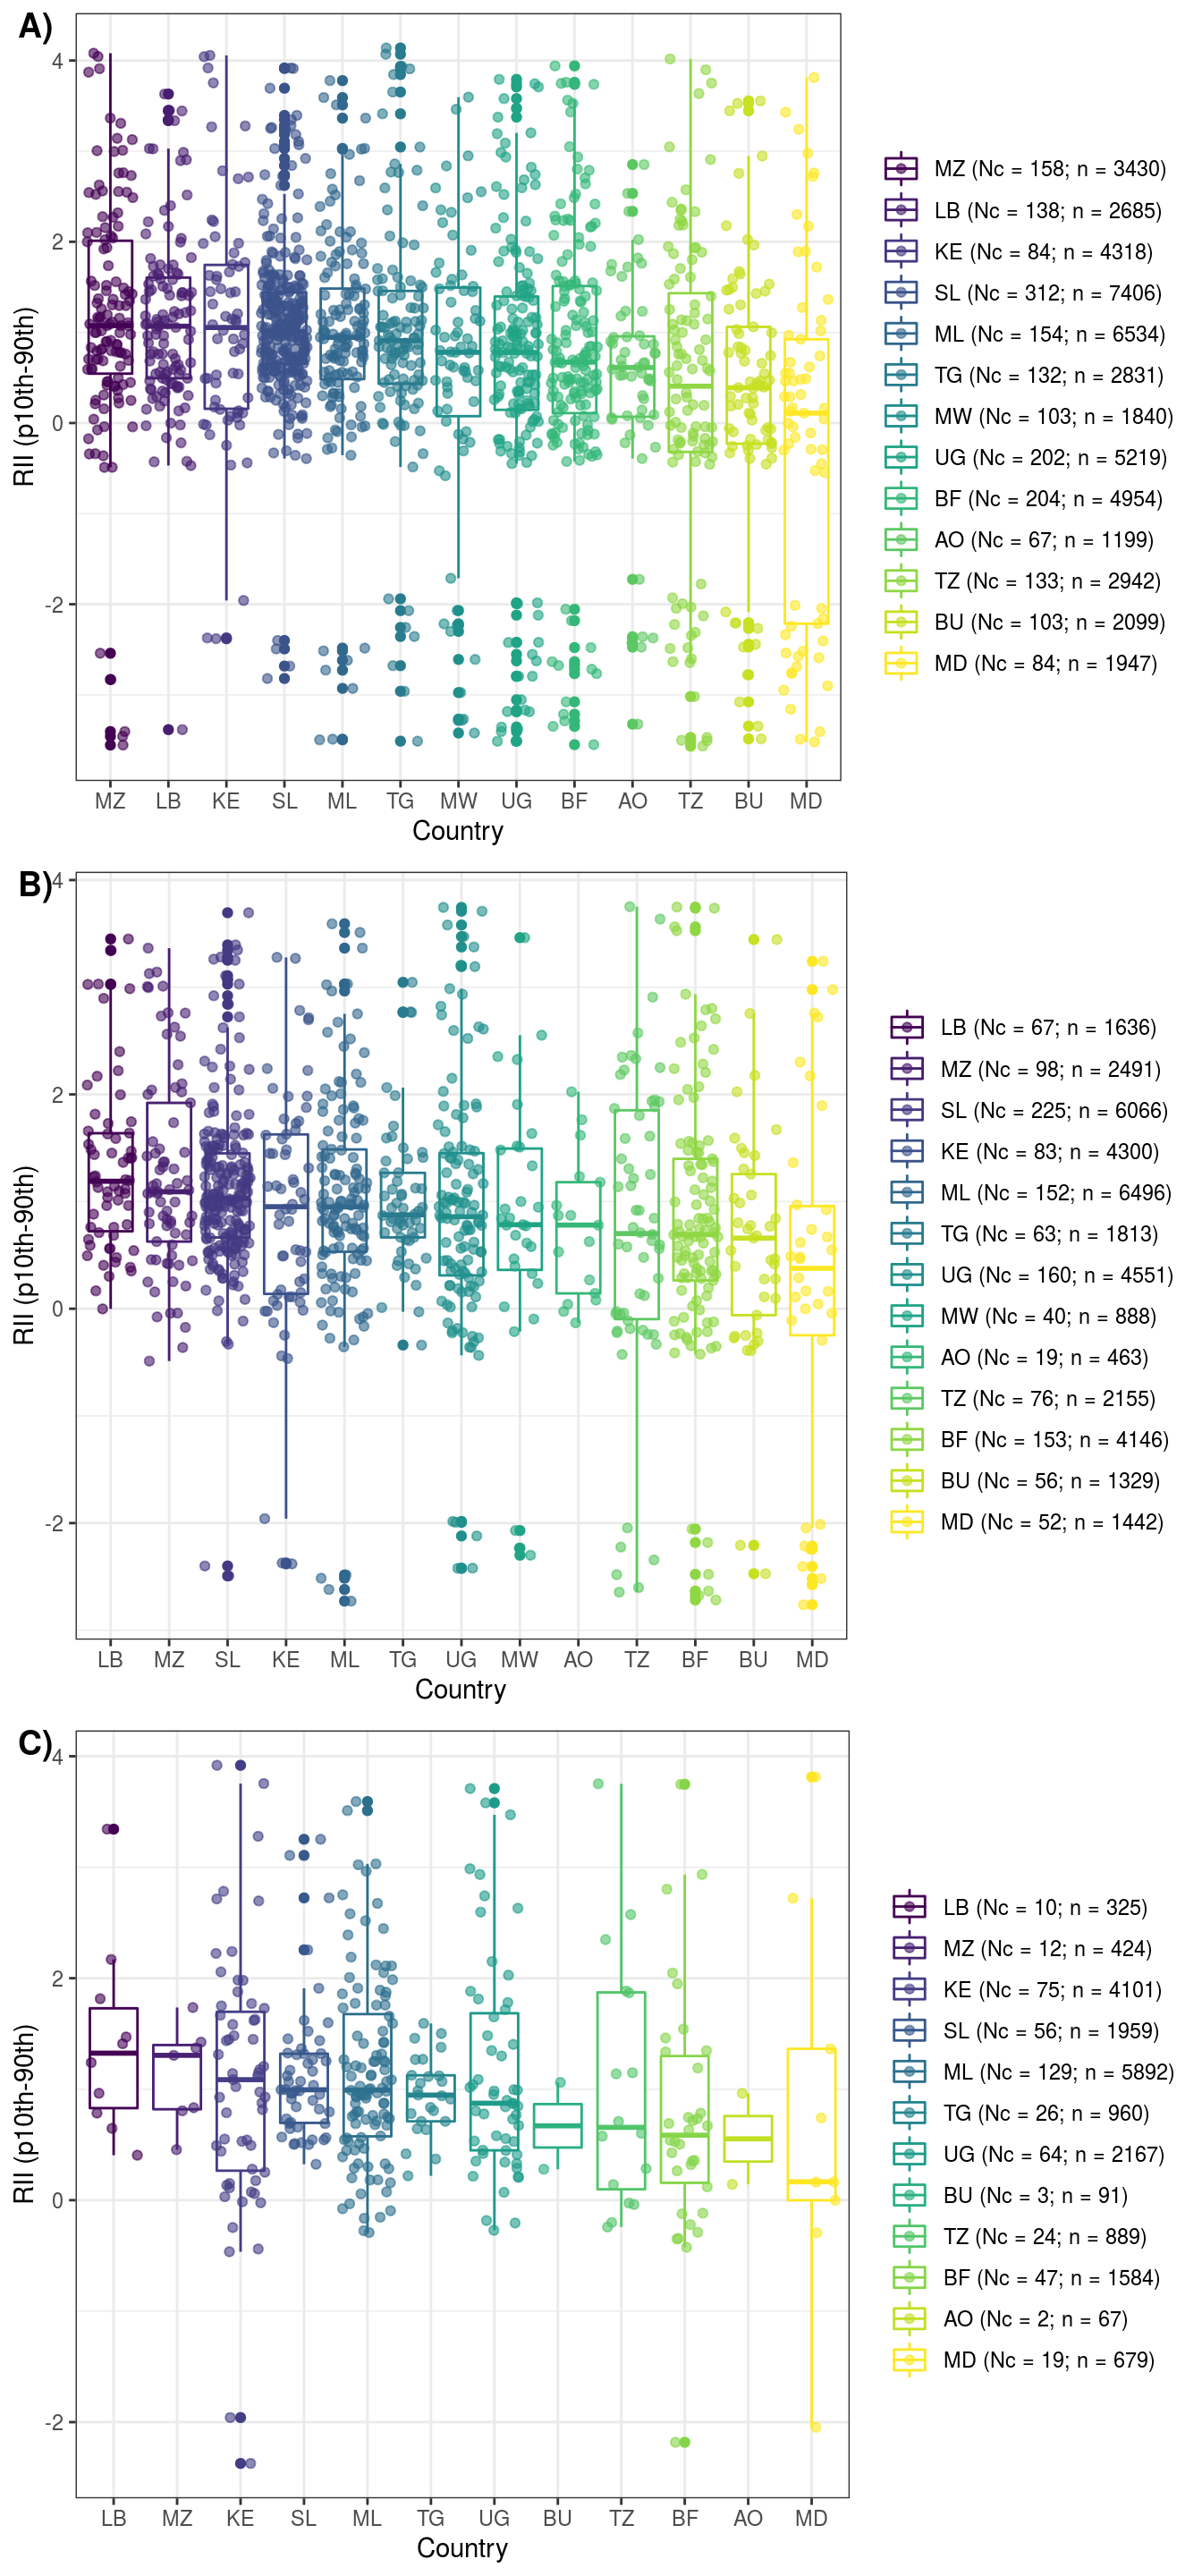 A)
4
2
0
-2
RII (p10th-90th)
MZ LB KE SL ML TG MW UG BF AO TZ BU MD
Country
MZ (Nc = 158; n = 3430)
LB (Nc = 138; n = 2685)
KE (Nc = 84; n = 4318)
SL (Nc = 312; n = 7406)
ML (Nc = 154; n = 6534)
TG (Nc = 132; n = 2831)
MW (Nc = 103; n = 1840)
UG (Nc = 202; n = 5219)
BF (Nc = 204; n = 4954)
AO (Nc = 67; n = 1199)
TZ (Nc = 133; n = 2942)
BU (Nc = 103; n = 2099)
MD (Nc = 84; n = 1947)
B)
4
2
0
-2
RII (p10th-90th)
LB MZ SL KE ML TG UG MW AO TZ BF BU MD
Country
LB (Nc = 67; n = 1636)
MZ (Nc = 98; n = 2491)
SL (Nc = 225; n = 6066)
KE (Nc = 83; n = 4300)
ML (Nc = 152; n = 6496)
TG (Nc = 63; n = 1813)
UG (Nc = 160; n = 4551)
MW (Nc = 40; n = 888)
AO (Nc = 19; n = 463)
TZ (Nc = 76; n = 2155)
BF (Nc = 153; n = 4146)
BU (Nc = 56; n = 1329)
MD (Nc = 52; n = 1442)
C)
4
2
0
-2
RII (p10th-90th)
LB MZ KE SL ML TG UG BU TZ BF AO MD
Country
LB (Nc = 10; n = 325)
MZ (Nc = 12; n = 424)
KE (Nc = 75; n = 4101)
SL (Nc = 56; n = 1959)
ML (Nc = 129; n = 5892)
TG (Nc = 26; n = 960)
UG (Nc = 64; n = 2167)
BU (Nc = 3; n = 91)
TZ (Nc = 24; n = 889)
BF (Nc = 47; n = 1584)
AO (Nc = 2; n = 67)
MD (Nc = 19; n = 679)